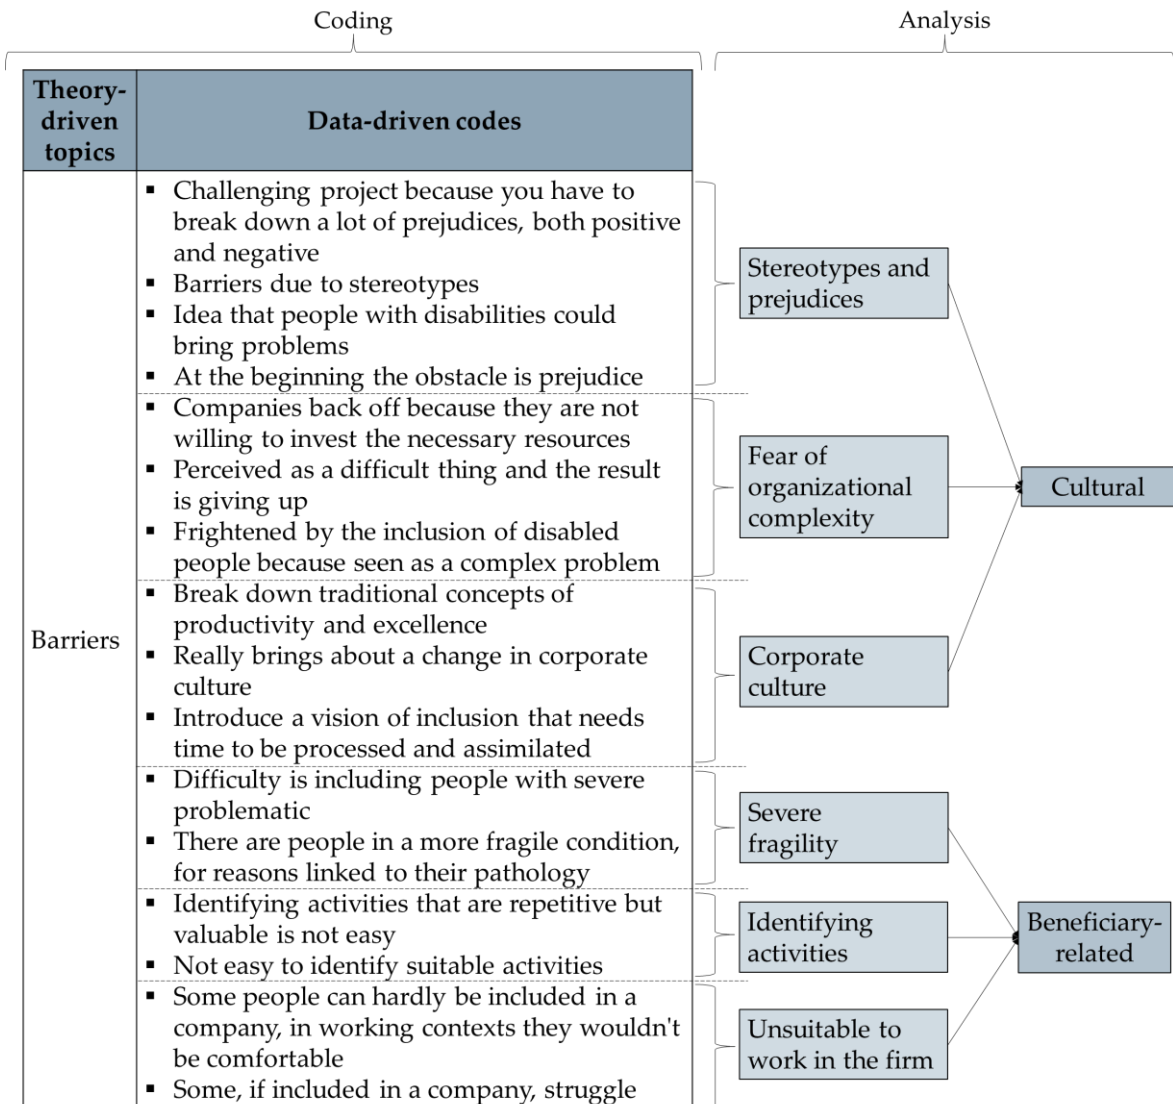 Coding
Analysis
Theory-
driven
topics
Data-driven codes
Barriers
▪ Challenging project because you have to
break down a lot of prejudices, both positive
and negative
▪ Barriers due to stereotypes
▪ Idea that people with disabilities could
bring problems
▪ At the beginning the obstacle is prejudice
▪ Companies back off because they are not
willing to invest the necessary resources
▪ Perceived as a difficult thing and the result
is giving up
▪ Frightened by the inclusion of disabled
people because seen as a complex problem
▪ Break down traditional concepts of
productivity and excellence
▪ Really brings about a change in corporate
culture
▪ Introduce a vision of inclusion that needs
time to be processed and assimilated
▪ Difficulty is including people with severe
problematic
▪ There are people in a more fragile condition,
for reasons linked to their pathology
▪ Identifying activities that are repetitive but
valuable is not easy
▪ Not easy to identify suitable activities
▪ Some people can hardly be included in a
company, in working contexts they wouldn't
be comfortable
▪ Some, if included in a company, struggle
Stereotypes and
prejudices
Fear of
organizational
complexity
Corporate
culture
Severe
fragility
Identifying
activities
Unsuitable to
work in the firm
Cultural
Beneficiary-
related